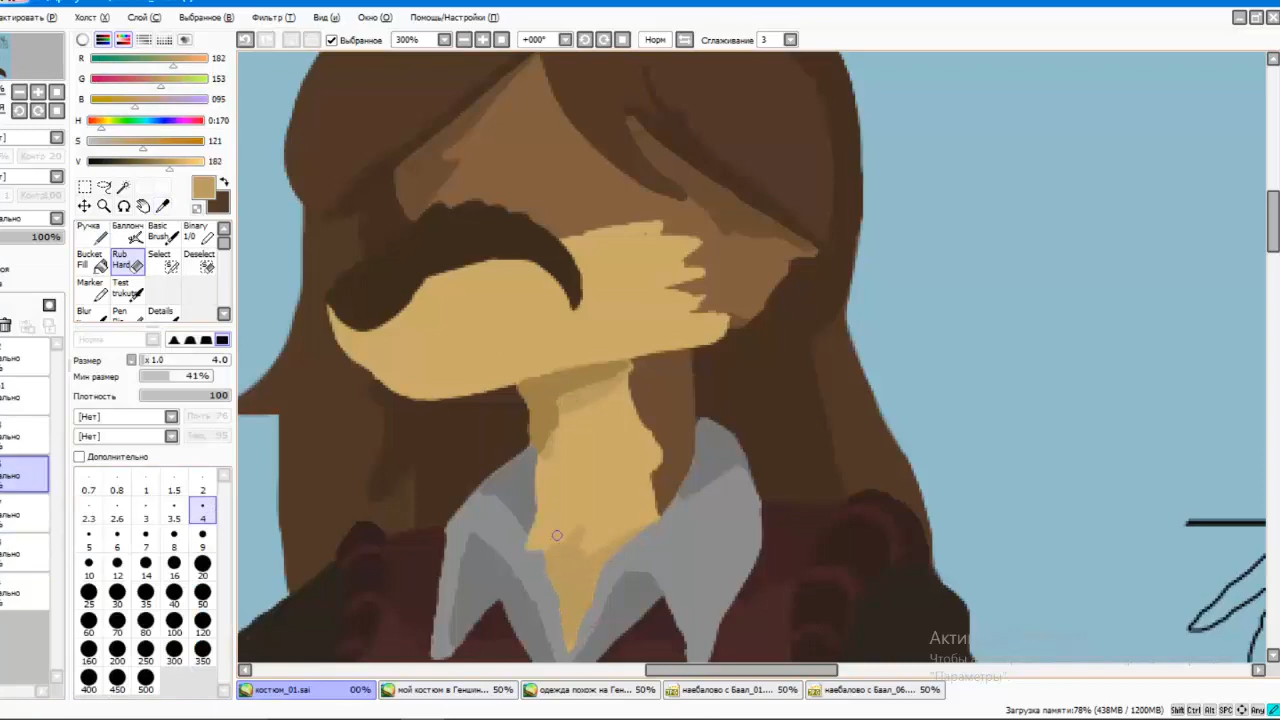 актировать (P) Холст (X) Слой (C) Выбранное (B) Фильтр (T) Вид (и) Окно (O) Помощь/Настройки (П)
Выбранное 300% +000° Норм Сглаживание 3
R 182
G 153
B 095
H 0:170
S 121
V 182
Ручка Баллонч Basic Brush Binary 1/0
Bucket Fill Rub Hard Select Deselect
Marker Test trukut
Blur Pen Details
Норма
Размер x 1.0 4.0
Мин размер 41%
Плотность 100
[Нет]
[Нет]
Дополнительно
0.7 0.8 1 1.5 2
2.3 2.6 3 3.5 4
5 6 7 8 9
10 12 14 16 20
25 30 35 40 50
60 70 80 100 120
160 200 250 300 350
400 450 500
100%
Акти
Чтобы
"Параметры".
костюм_01.sai 00% мой костюм в Геншин... 50% одежда похож на Ген... 50% наебалово с Баал_01.... 50% наебалово с Баал_06.... 50%
Загрузка памяти:78% (438MB / 1200MB) Shift Ctrl Alt SPC Any